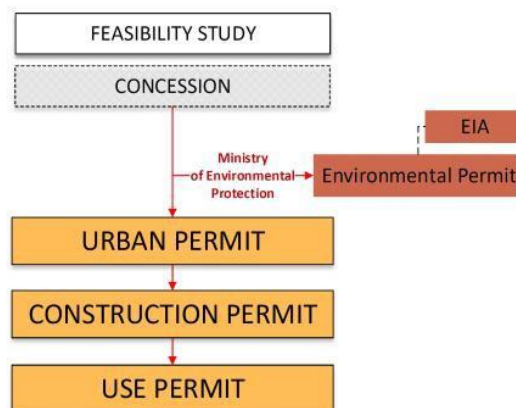 FEASIBILITY STUDY
CONCESSION
EIA
Ministry
of Environmental
Protection
Environmental Permit
URBAN PERMIT
CONSTRUCTION PERMIT
USE PERMIT